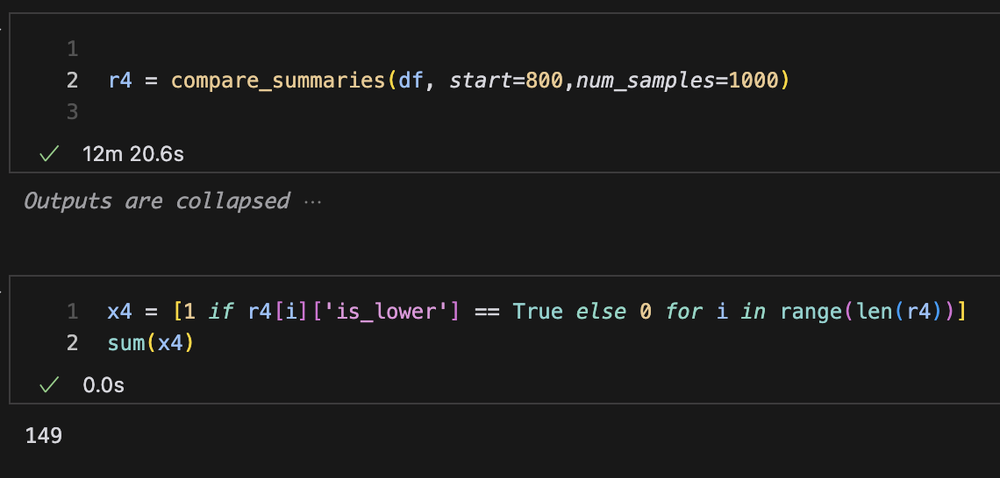 1
2 r4 = compare_summaries(df, start=800,num_samples=1000)
3
12m 20.6s
Outputs are collapsed ···
1 x4 = [1 if r4[i]['is_lower'] == True else 0 for i in range(len(r4))]
2 sum(x4)
0.0s
149